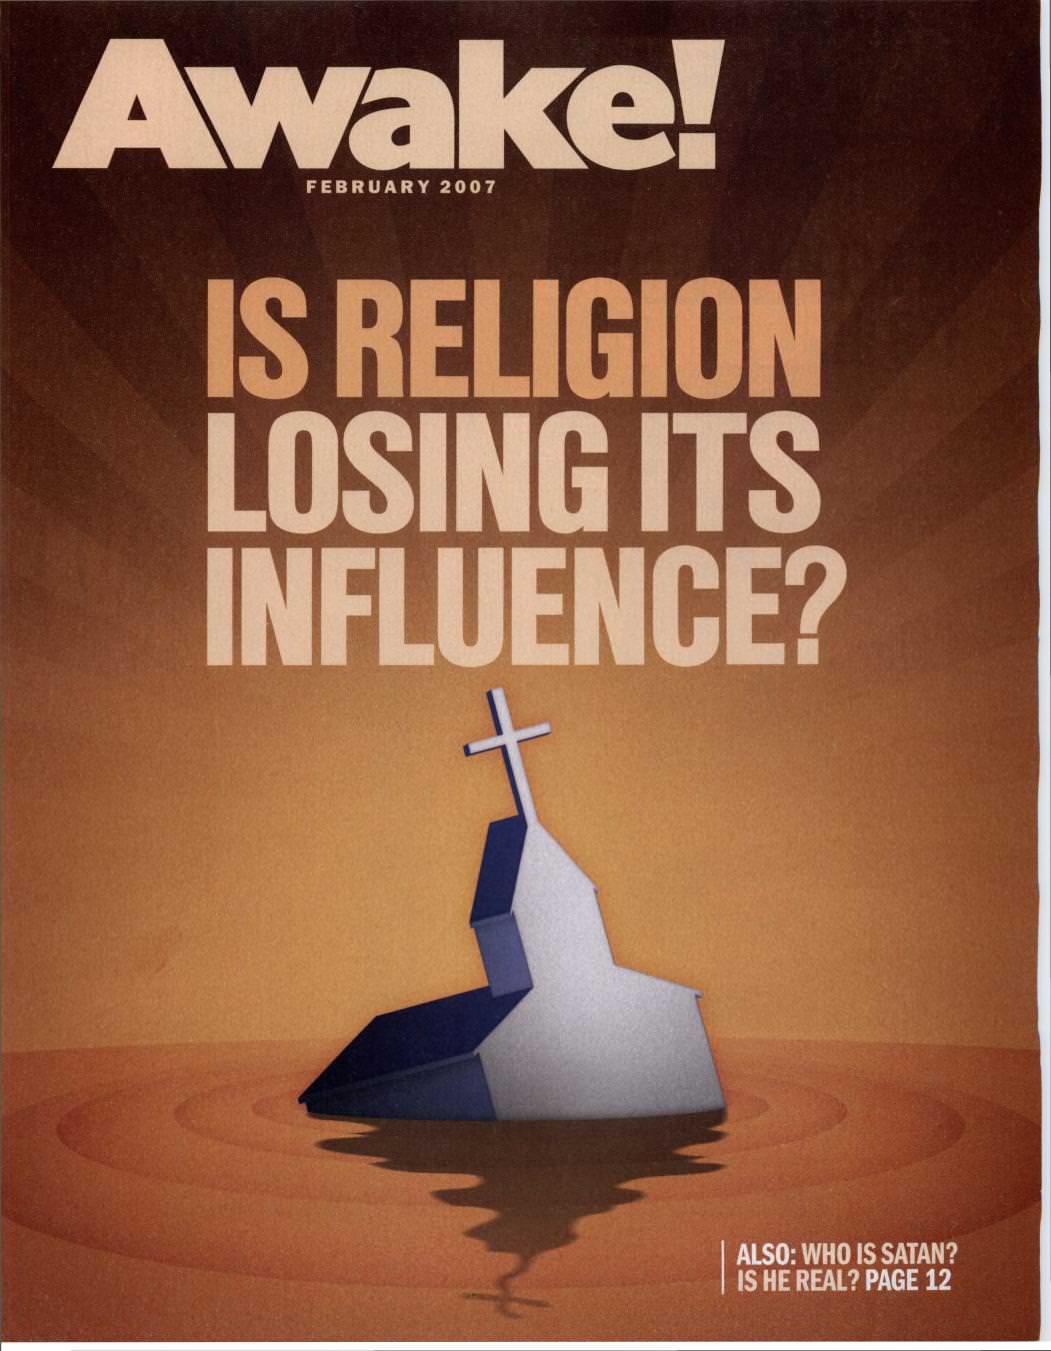 Awake!
FEBRUARY 2007
IS RELIGION
LOSING ITS
INFLUENCE?
ALSO: WHO IS SATAN?
IS HE REAL? PAGE 12